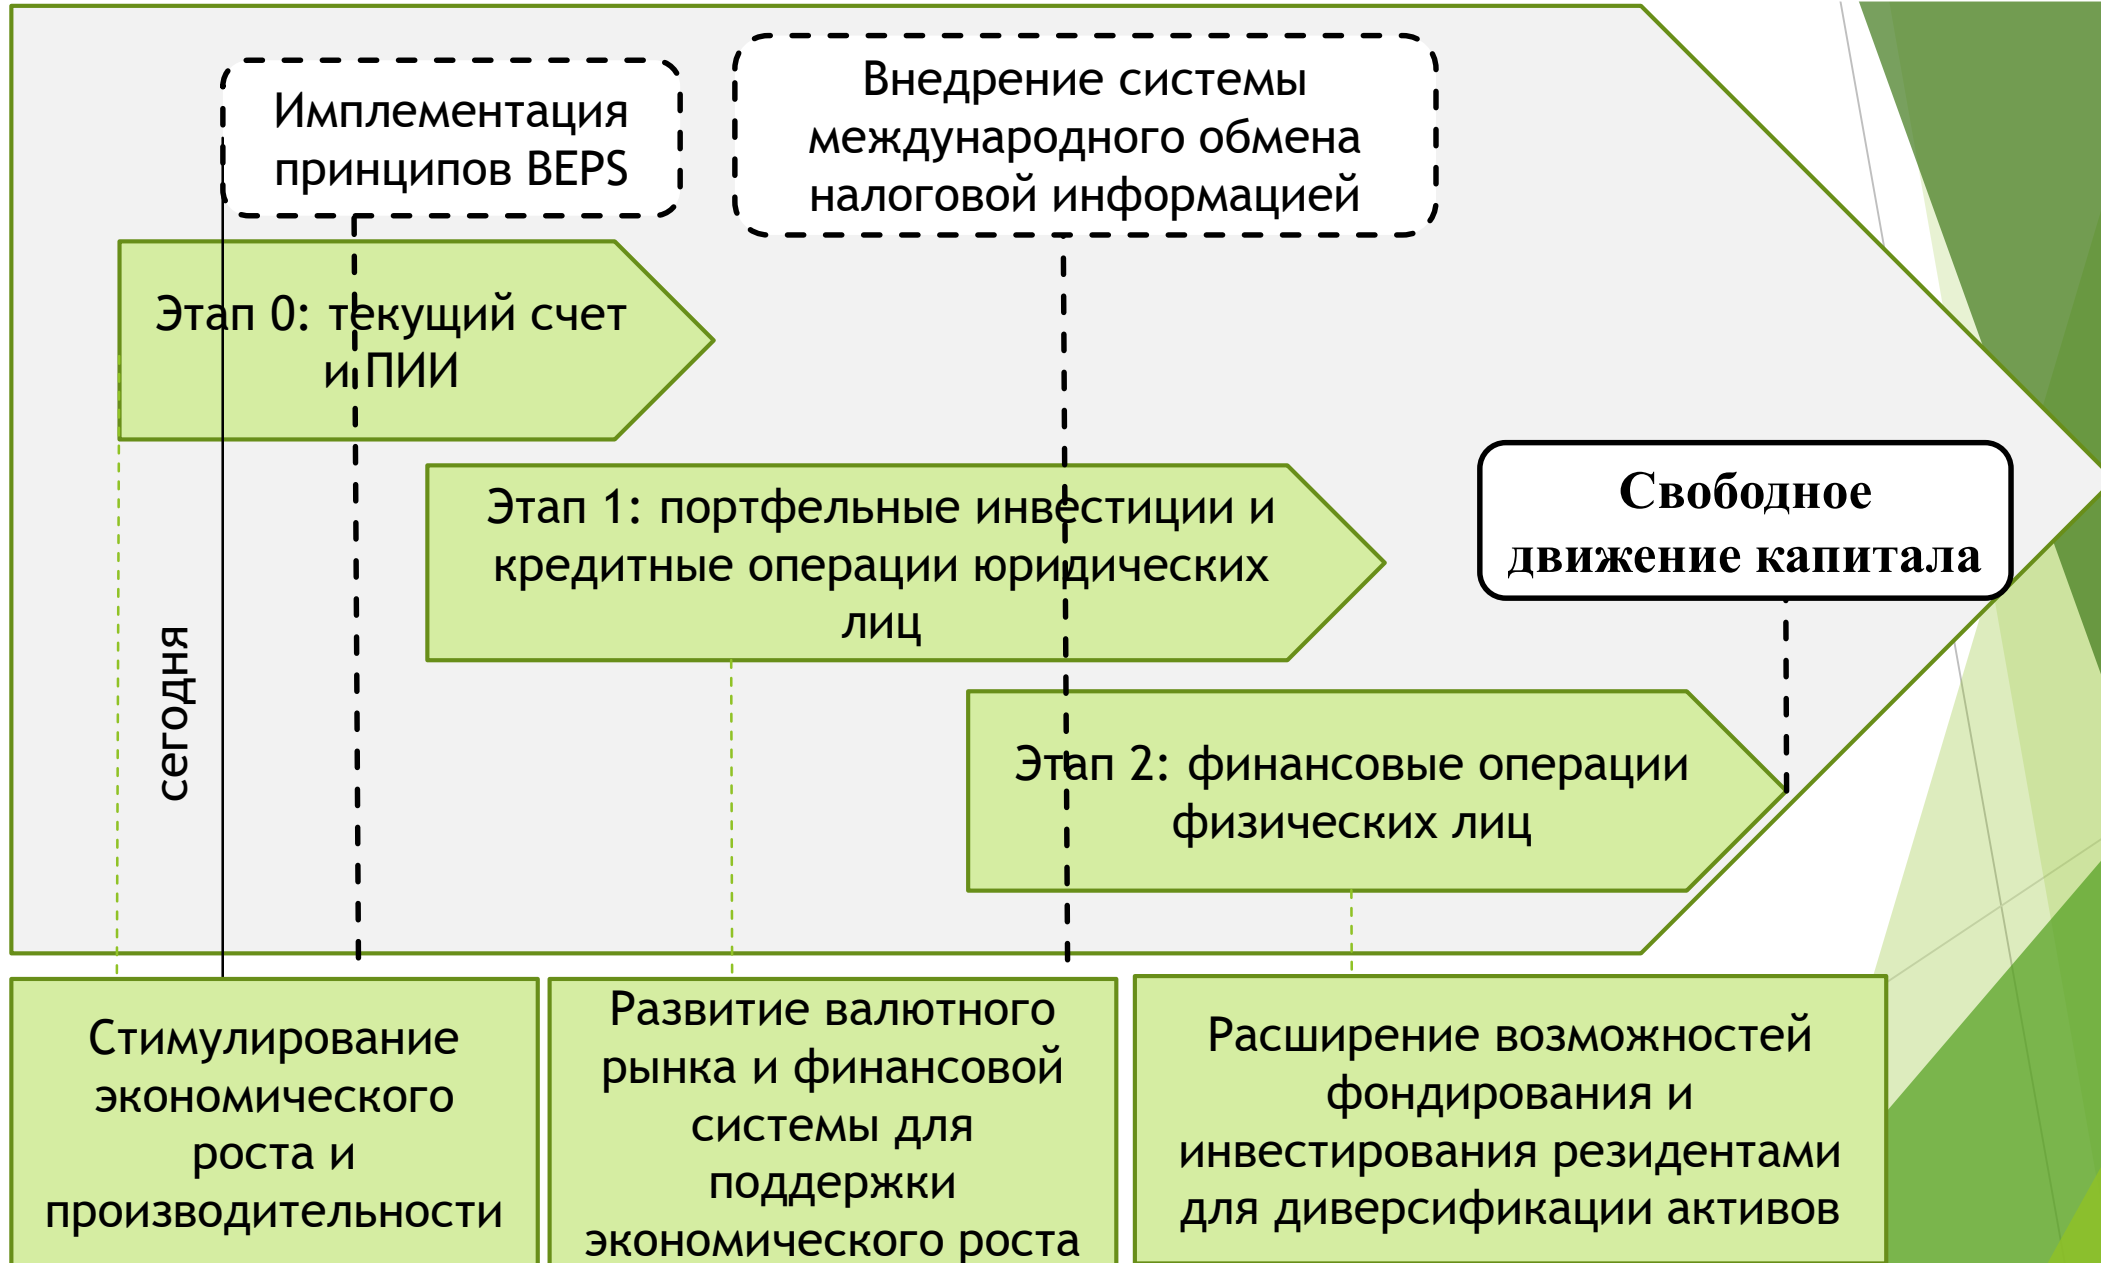 Имплементация
принципов BEPS
Внедрение системы
международного обмена
налоговой информацией
Этап 0: текущий счет
и ПИИ
Этап 1: портфельные инвестиции и
кредитные операции юридических
лиц
Свободное
движение капитала
сегодня
Этап 2: финансовые операции
физических лиц
Стимулирование
экономического
роста и
производительности
Развитие валютного
рынка и финансовой
системы для
поддержки
экономического роста
Расширение возможностей
фондирования и
инвестирования резидентами
для диверсификации активов